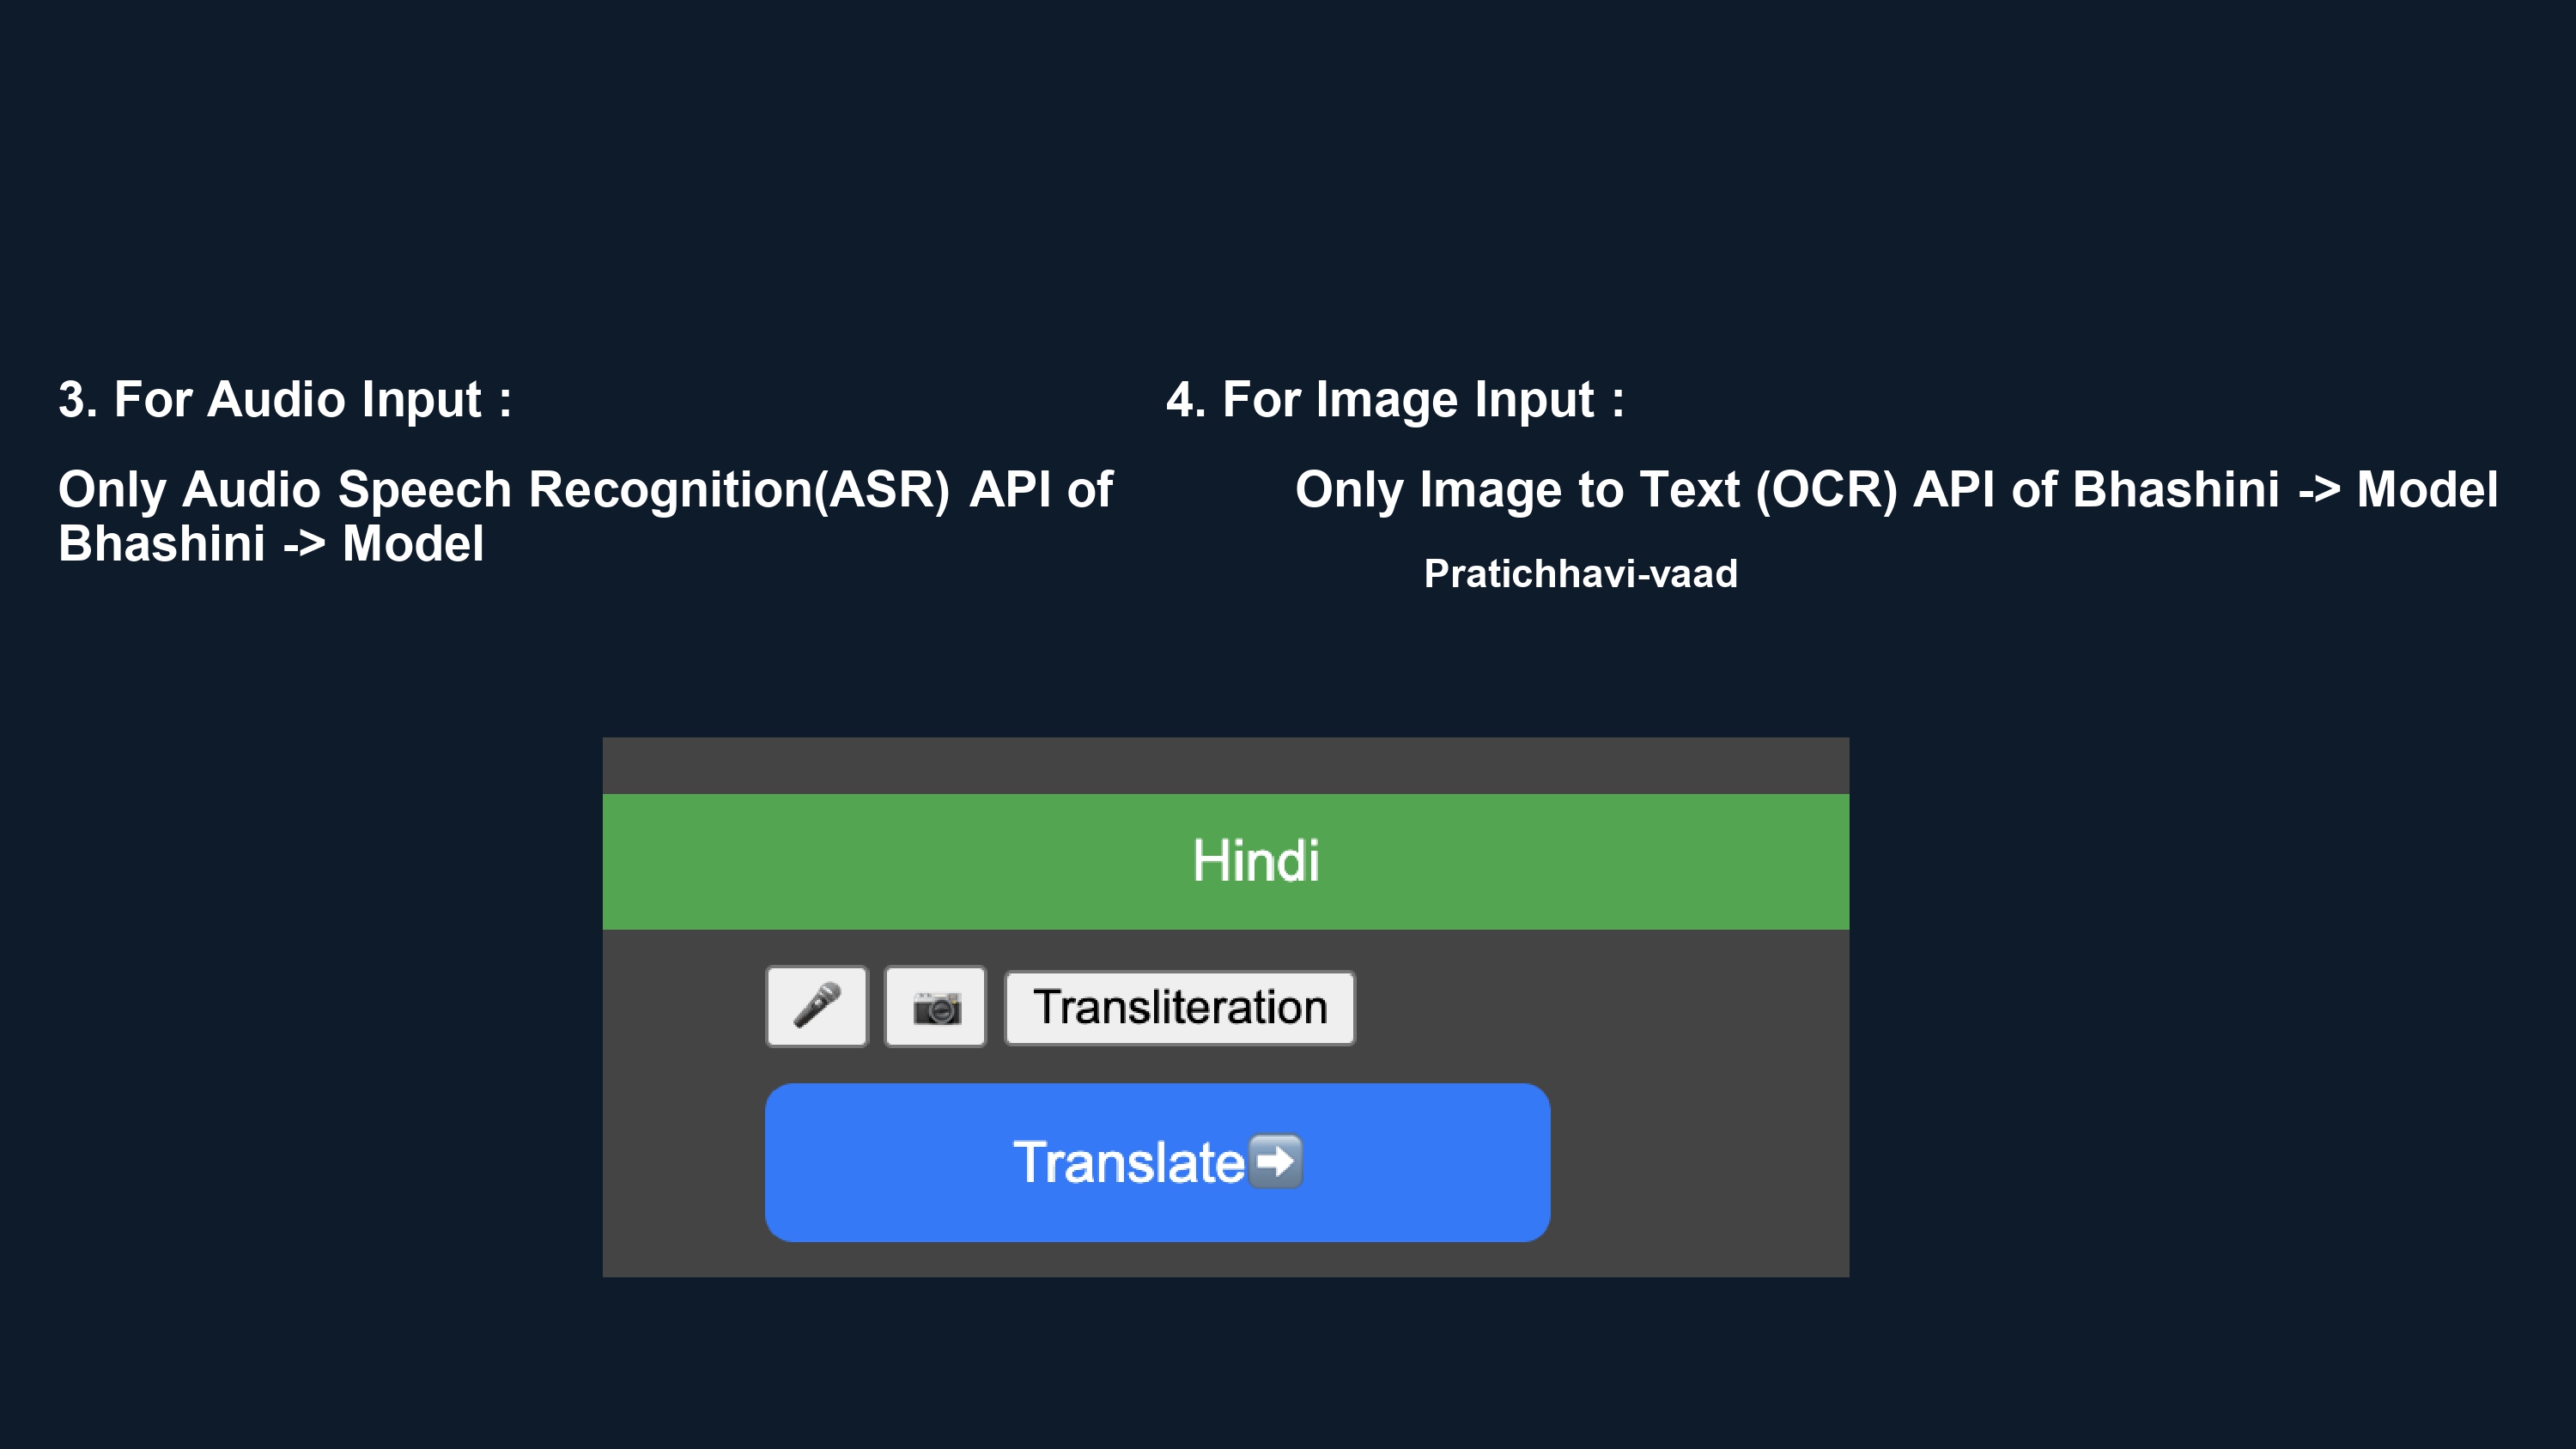 3. For Audio Input :
Only Audio Speech Recognition(ASR) API of
Bhashini -> Model
4. For Image Input :
Only Image to Text (OCR) API of Bhashini -> Model
Pratichhavi-vaad
Hindi
Transliteration
Translate